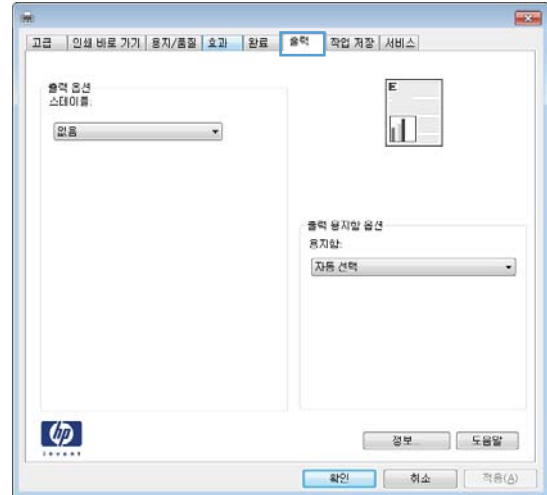 고급 인쇄 바로 가기 용지/품질 효과 완료 출력 작업 저장 서비스
출력 옵션
스테이플:
없음
E
출력 용지함 옵션
용지함:
자동 선택
hp
invent
정보... 도움말
확인 취소 적용(A)